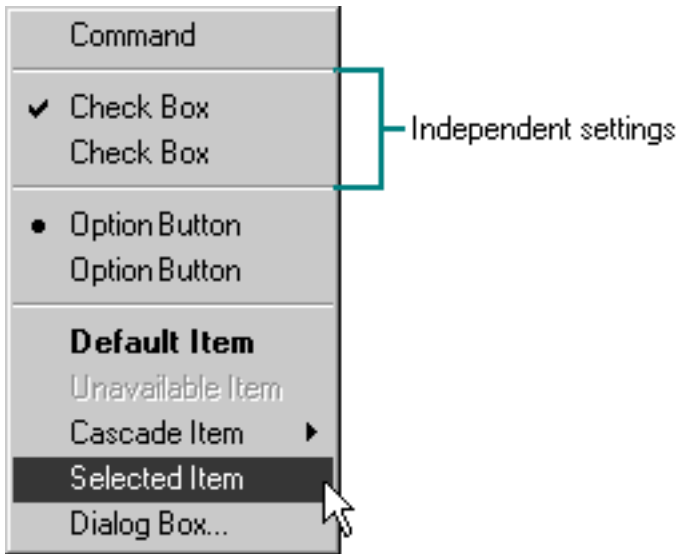 Command
Check Box
Independent settings
Check Box
Option Button
Option Button
Default Item
Unavailable Item
Cascade Item
Selected Item
Dialog Box...